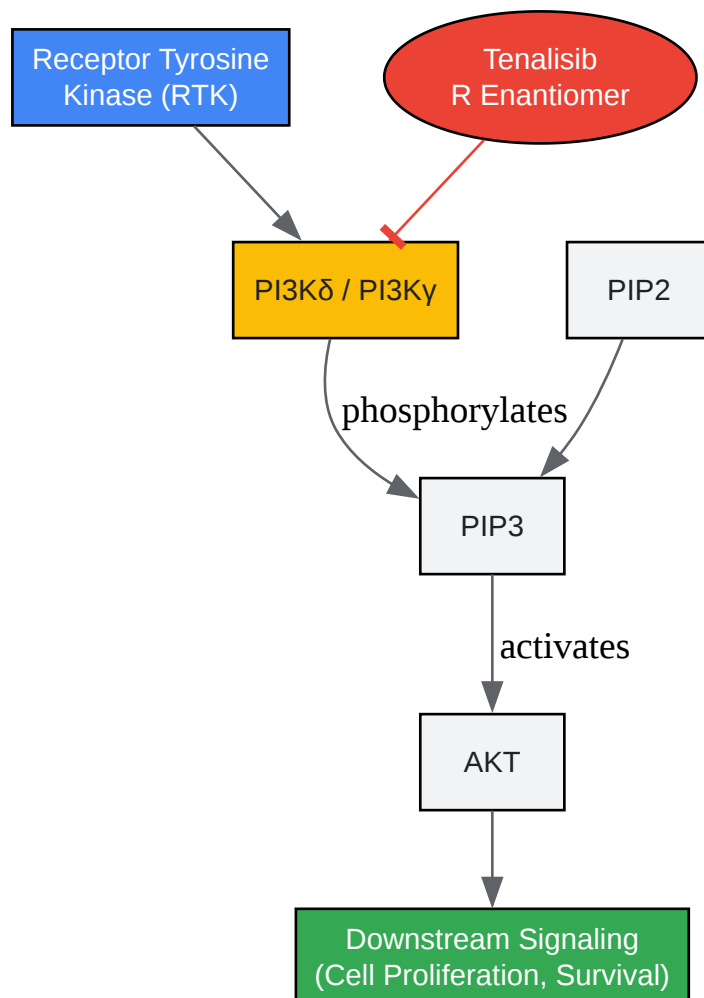 Receptor Tyrosine
Kinase (RTK)
Tenalisib
R Enantiomer
PI3Kδ / PI3Kγ
PIP2
phosphorylates
PIP3
activates
AKT
Downstream Signaling
(Cell Proliferation, Survival)